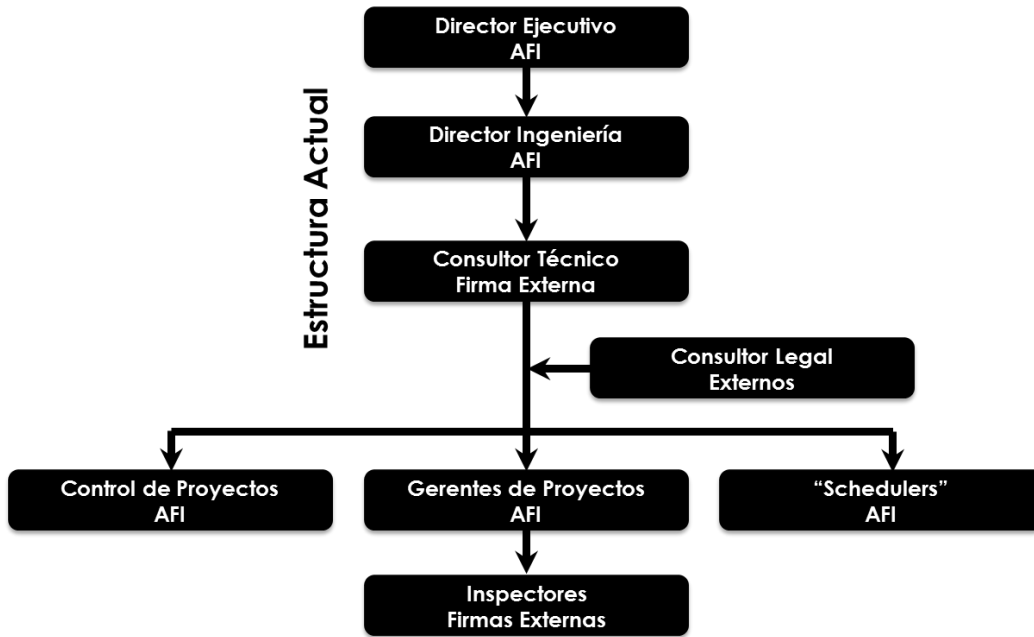 Director Ejecutivo
AFI
Estructura Actual
Director Ingeniería
AFI
Consultor Técnico
Firma Externa
Consultor Legal
Externos
Control de Proyectos
AFI
Gerentes de Proyectos
AFI
“Schedulers”
AFI
Inspectores
Firmas Externas